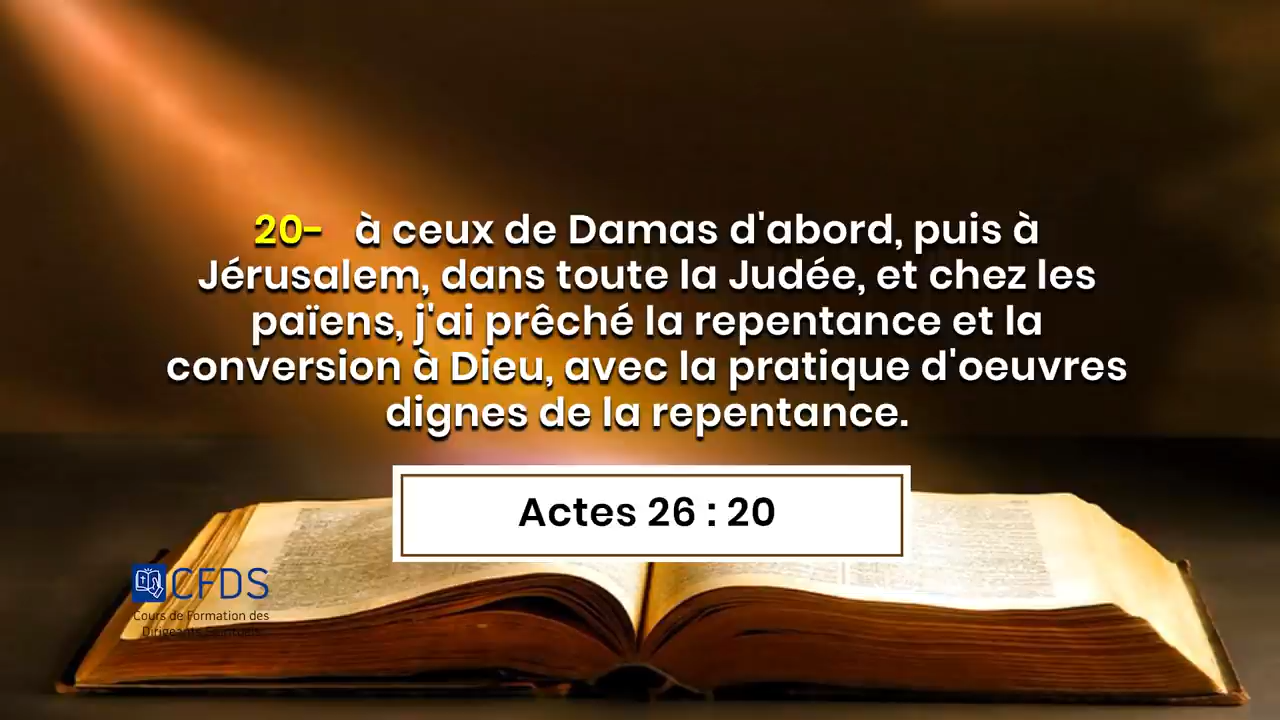 20- à ceux de Damas d'abord, puis à
Jérusalem, dans toute la Judée, et chez les
païens, j'ai prêché la repentance et la
conversion à Dieu, avec la pratique d'oeuvres
dignes de la repentance.
Actes 26 : 20
CFDS
Cours de Formation des
Dirigeants